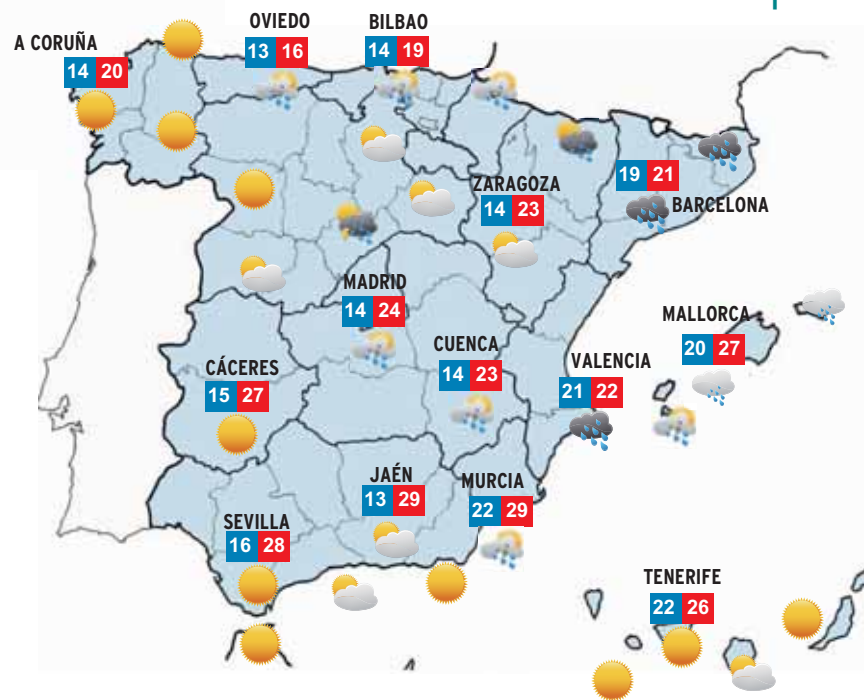 OVIEDO
13 16
BILBAO
14 19
A CORUÑA
14 20
ZARAGOZA
14 23
19 21
BARCELONA
MADRID
14 24
MALLORCA
20 27
CUENCA
14 23
VALENCIA
21 22
CÁCERES
15 27
JAÉN
13 29
MURCIA
22 29
SEVILLA
16 28
TENERIFE
22 26